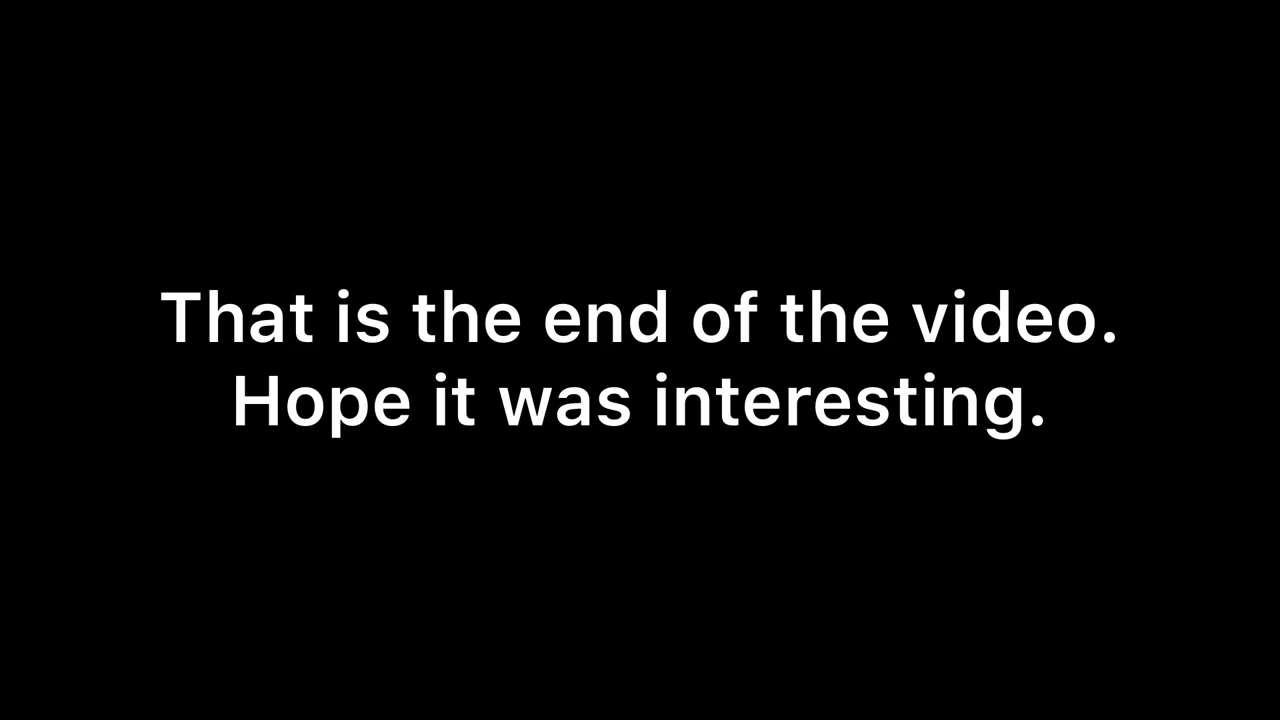 That is the end of the video.
Hope it was interesting.